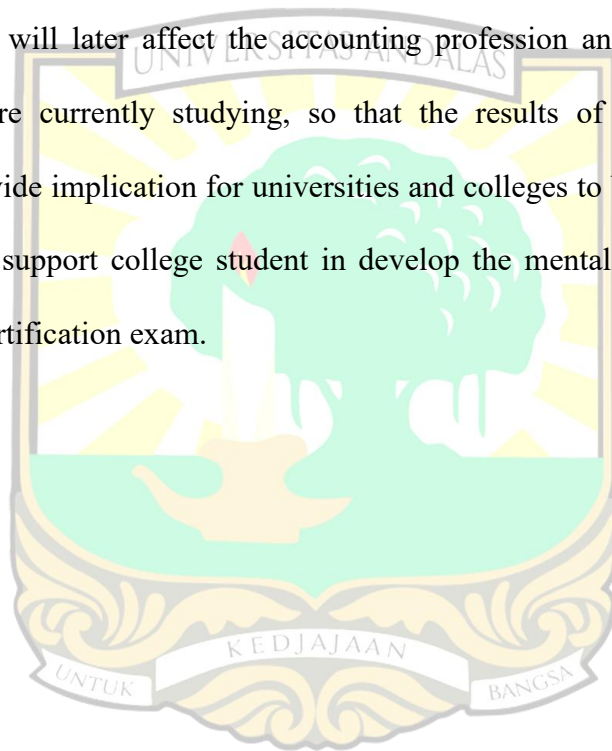 will later affect the accounting profession an
UNIVERSITAS ANDALAS
re currently studying, so that the results of
vide implication for universities and colleges to
support college student in develop the mental
rtification exam.
KEDJAJAAN
UNTUK BANGSA